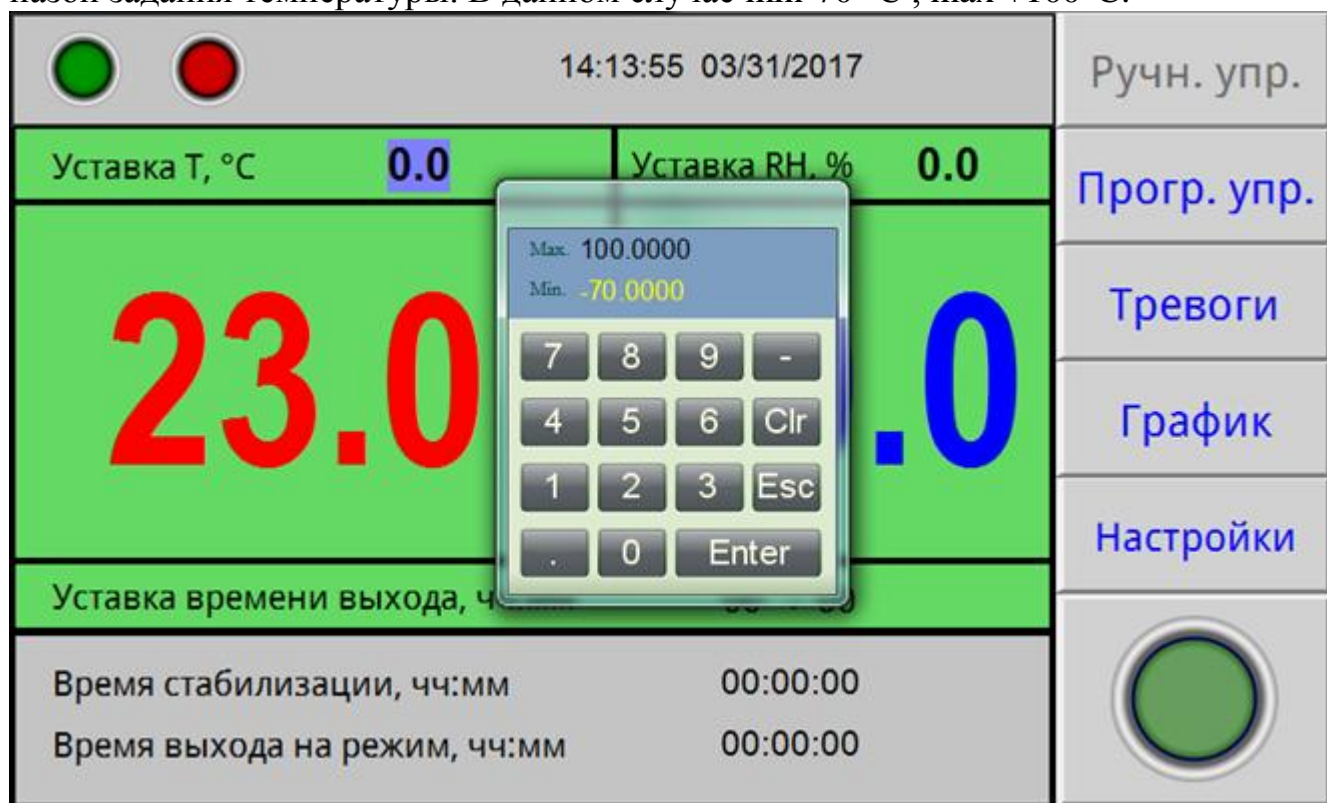 14:13:55 03/31/2017
Ручн. упр.
Уставка T, °C 0.0
Уставка RH, % 0.0
Прогр. упр.
Max. 100.0000
Min. -70.0000
23.0
.0
7 8 9 -
4 5 6 Clr
1 2 3 Esc
. 0 Enter
Тревоги
График
Настройки
Уставка времени выхода,
Время стабилизации, чч:мм 00:00:00
Время выхода на режим, чч:мм 00:00:00